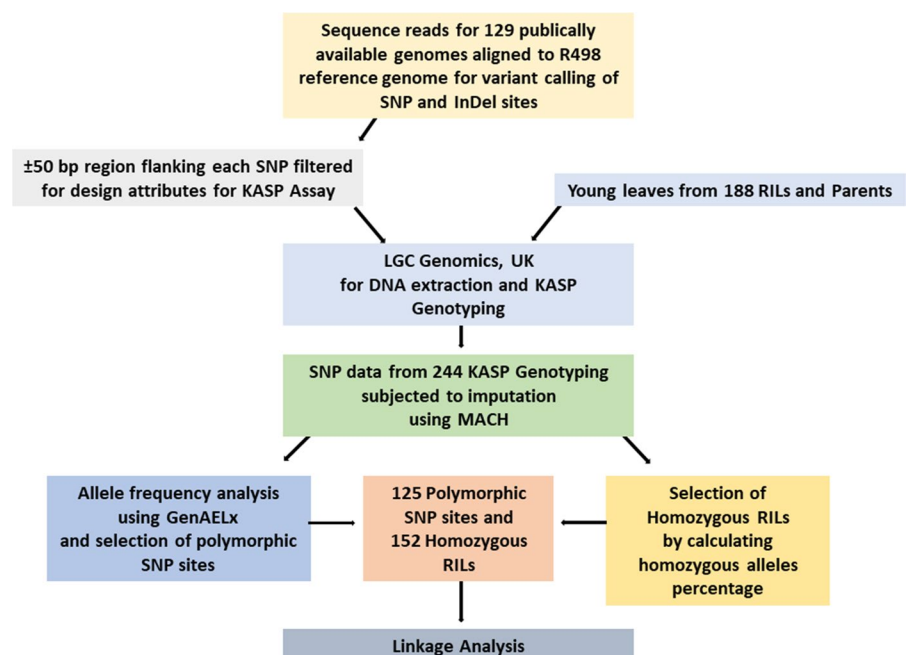 Sequence reads for 129 publically
available genomes aligned to R498
reference genome for variant calling of
SNP and InDel sites
±50 bp region flanking each SNP filtered
for design attributes for KASP Assay
Young leaves from 188 RILs and Parents
LGC Genomics, UK
for DNA extraction and KASP
Genotyping
SNP data from 244 KASP Genotyping
subjected to imputation
using MACH
Allele frequency analysis
using GenAELx
and selection of polymorphic
SNP sites
125 Polymorphic
SNP sites and
152 Homozygous
RILs
Selection of
Homozygous RILs
by calculating
homozygous alleles
percentage
Linkage Analysis